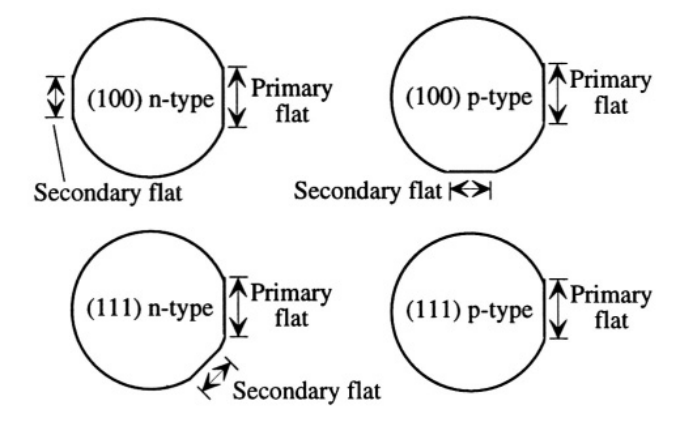 (100) n-type
Primary
flat
Secondary flat
(100) p-type
Primary
flat
Secondary flat
(111) n-type
Primary
flat
Secondary flat
(111) p-type
Primary
flat